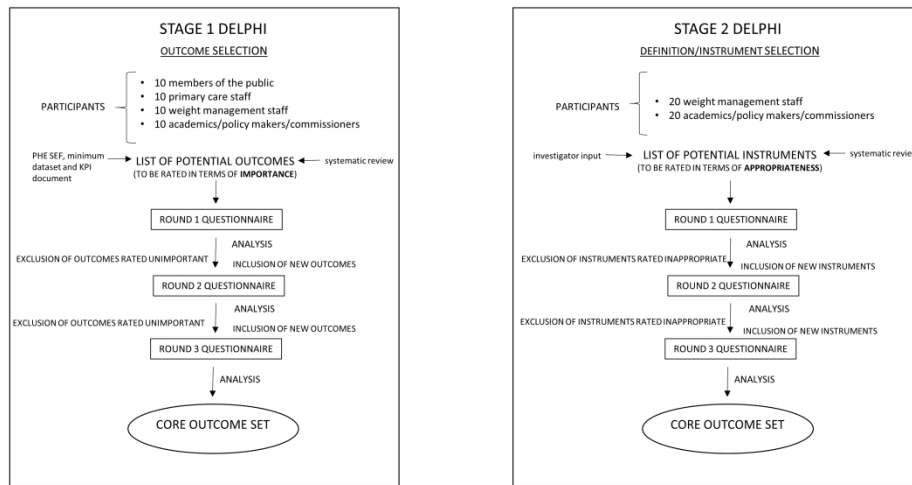 STAGE 1 DELPHI
OUTCOME SELECTION
PARTICIPANTS
• 10 members of the public
• 10 primary care staff
• 10 weight management staff
• 10 academics/policy makers/commissioners
PHE SEF, minimum
dataset and KPI
document
LIST OF POTENTIAL OUTCOMES
(TO BE RATED IN TERMS OF IMPORTANCE)
systematic review
ROUND 1 QUESTIONNAIRE
ANALYSIS
EXCLUSION OF OUTCOMES RATED UNIMPORTANT
INCLUSION OF NEW OUTCOMES
ROUND 2 QUESTIONNAIRE
ANALYSIS
EXCLUSION OF OUTCOMES RATED UNIMPORTANT
INCLUSION OF NEW OUTCOMES
ROUND 3 QUESTIONNAIRE
ANALYSIS
CORE OUTCOME SET
STAGE 2 DELPHI
DEFINITION/INSTRUMENT SELECTION
PARTICIPANTS
• 20 weight management staff
• 20 academics/policy makers/commissioners
investigator input
LIST OF POTENTIAL INSTRUMENTS
(TO BE RATED IN TERMS OF APPROPRIATENESS)
systematic revie
ROUND 1 QUESTIONNAIRE
ANALYSIS
EXCLUSION OF INSTRUMENTS RATED INAPPROPRIATE
INCLUSION OF NEW INSTRUMENTS
ROUND 2 QUESTIONNAIRE
ANALYSIS
EXCLUSION OF INSTRUMENTS RATED INAPPROPRIATE
INCLUSION OF NEW INSTRUMENTS
ROUND 3 QUESTIONNAIRE
ANALYSIS
CORE OUTCOME SET